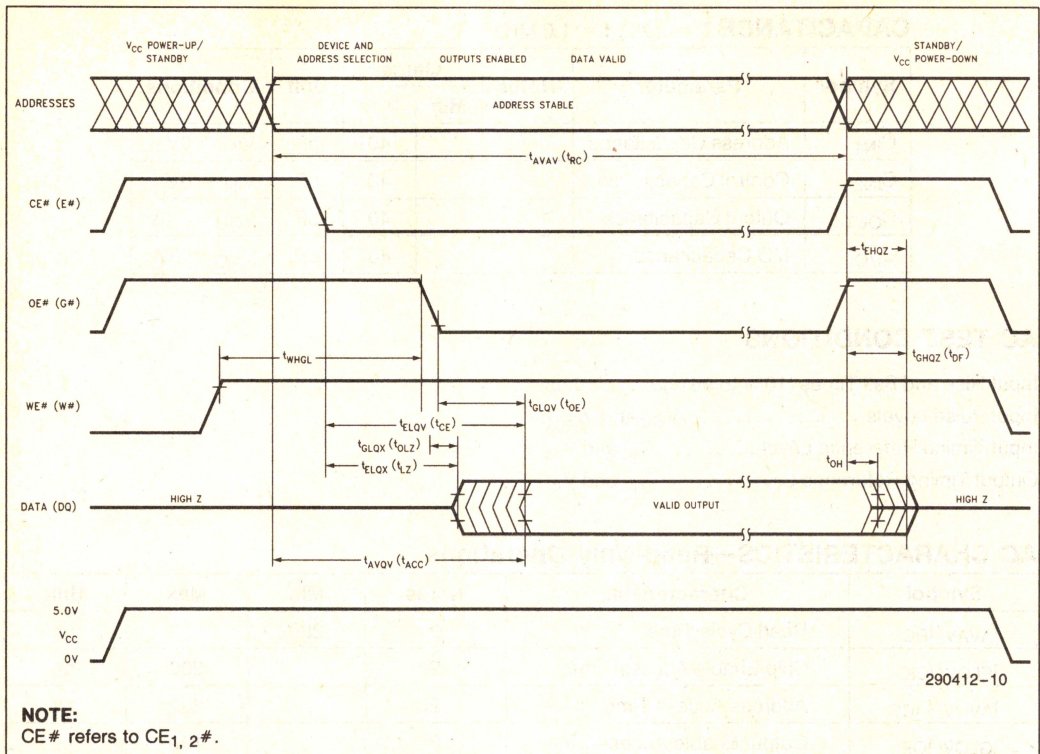 V_CC POWER-UP/
STANDBY
DEVICE AND
ADDRESS SELECTION
OUTPUTS ENABLED
DATA VALID
STANDBY/
V_CC POWER-DOWN
ADDRESSES
ADDRESS STABLE
t_AVAV (t_RC)
CE# (E#)
t_EHQZ
OE# (G#)
t_WHGL
t_GHQZ (t_DF)
WE# (W#)
t_GLQV (t_OE)
t_ELQV (t_CE)
t_GLQX (t_OLZ)
t_ELQX (t_LZ)
t_OH
DATA (DQ)
HIGH Z
VALID OUTPUT
HIGH Z
t_AVQV (t_ACC)
5.0V
V_CC
0V
290412-10
NOTE:
CE# refers to CE_1, 2#.